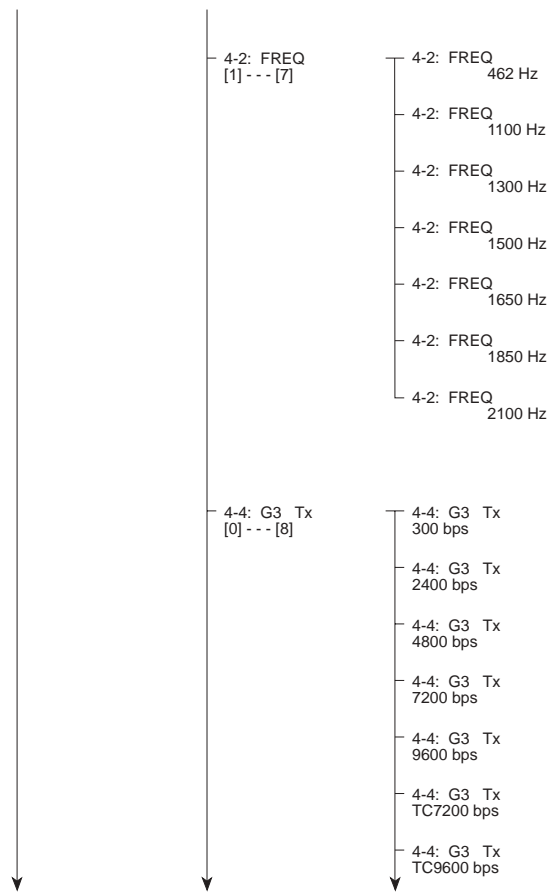 4-2: FREQ
[1] - - - [7]
4-2: FREQ
462 Hz
4-2: FREQ
1100 Hz
4-2: FREQ
1300 Hz
4-2: FREQ
1500 Hz
4-2: FREQ
1650 Hz
4-2: FREQ
1850 Hz
4-2: FREQ
2100 Hz
4-4: G3 Tx
[0] - - - [8]
4-4: G3 Tx
300 bps
4-4: G3 Tx
2400 bps
4-4: G3 Tx
4800 bps
4-4: G3 Tx
7200 bps
4-4: G3 Tx
9600 bps
4-4: G3 Tx
TC7200 bps
4-4: G3 Tx
TC9600 bps